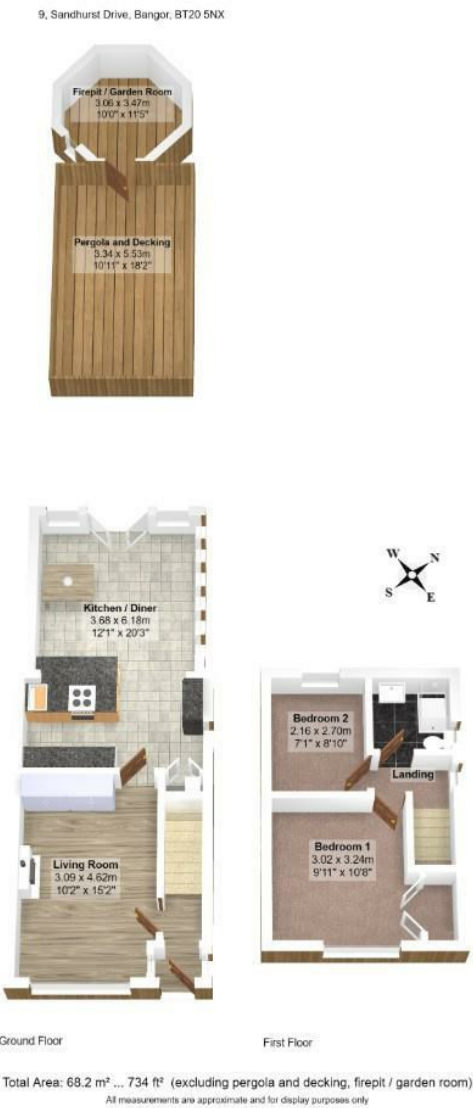 9, Sandhurst Drive, Bangor, BT20 5NX
Firepit / Garden Room
3.06 x 3.47m
10'0" x 11'5"
Pergola and Decking
3.34 x 5.53m
10'11" x 18'2"
Kitchen / Diner
3.68 x 6.18m
12'1" x 20'3"
Living Room
3.09 x 4.62m
10'2" x 15'2"
Ground Floor
W
N
S
E
Bedroom 2
2.16 x 2.70m
7'1" x 8'10"
Landing
Bedroom 1
3.02 x 3.24m
9'11" x 10'8"
First Floor
Total Area: 68.2 m² ... 734 ft² (excluding pergola and decking, firepit / garden room)
All measurements are approximate and for display purposes only